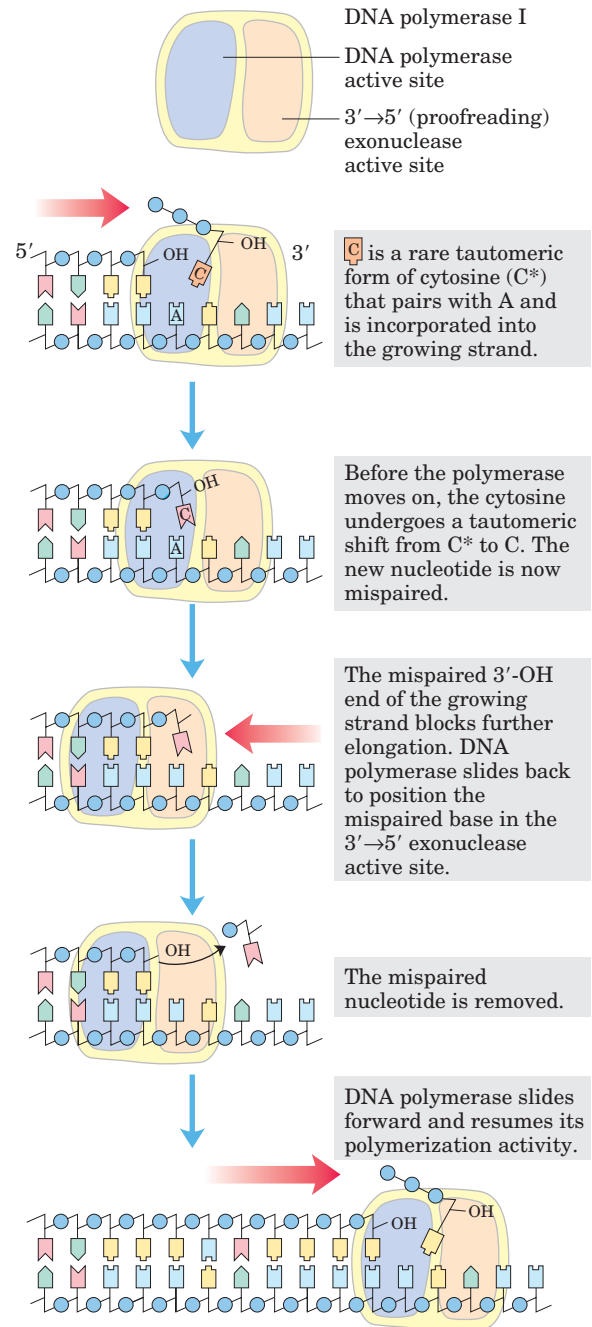 DNA polymerase I
DNA polymerase
active site
3′→5′ (proofreading)
exonuclease
active site
5′
OH
OH
3′
C
A
C is a rare tautomeric
form of cytosine (C*)
that pairs with A and
is incorporated into
the growing strand.
OH
C
A
Before the polymerase
moves on, the cytosine
undergoes a tautomeric
shift from C* to C. The
new nucleotide is now
mispaired.
The mispaired 3′-OH
end of the growing
strand blocks further
elongation. DNA
polymerase slides back
to position the
mispaired base in the
3′→5′ exonuclease
active site.
OH
The mispaired
nucleotide is removed.
DNA polymerase slides
forward and resumes its
polymerization activity.
OH
OH